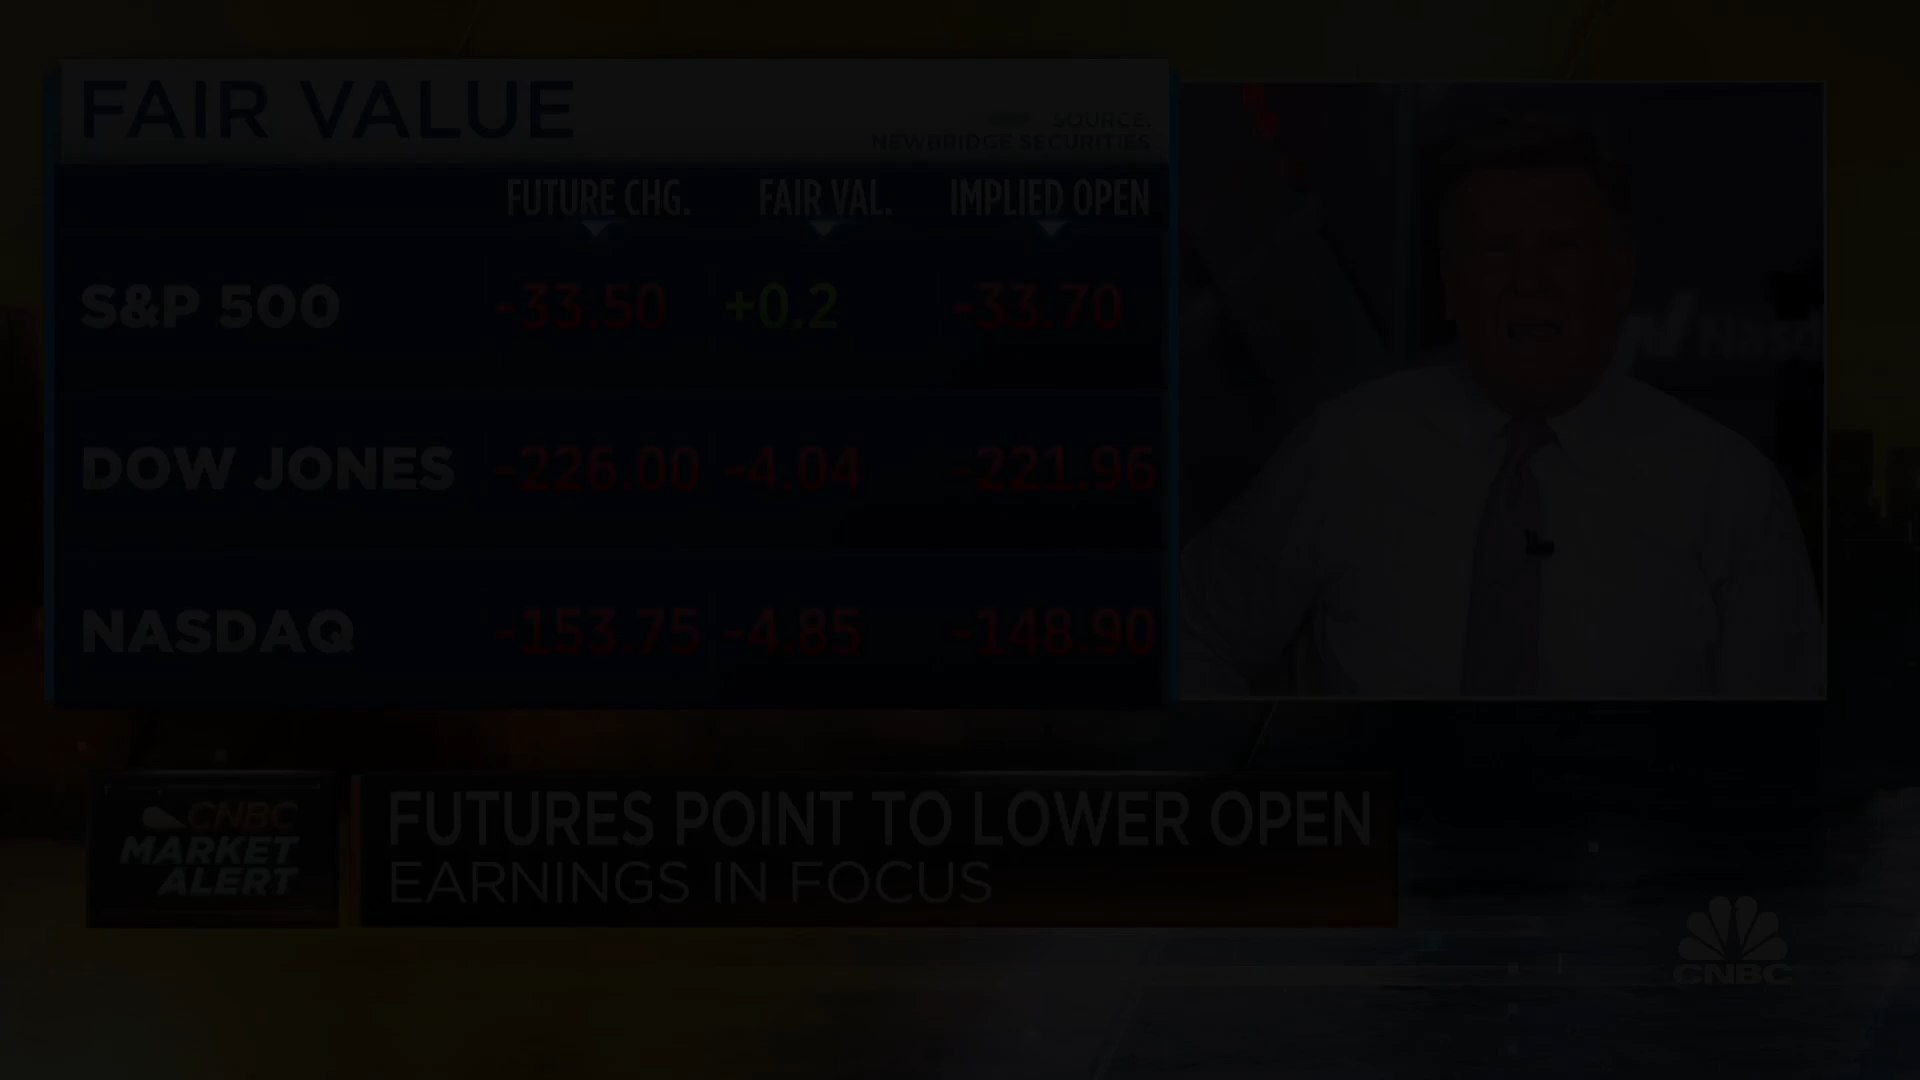 FAIR VALUE
SOURCE:
NEWBRIDGE SECURITIES
FUTURE CHG. FAIR VAL. IMPLIED OPEN
S&P 500 -33.50 +0.2 -33.70
DOW JONES -226.00 -4.04 -221.96
NASDAQ -153.75 -4.85 -148.90
Nasd
CNBC
MARKET
ALERT
FUTURES POINT TO LOWER OPEN
EARNINGS IN FOCUS
CNBC